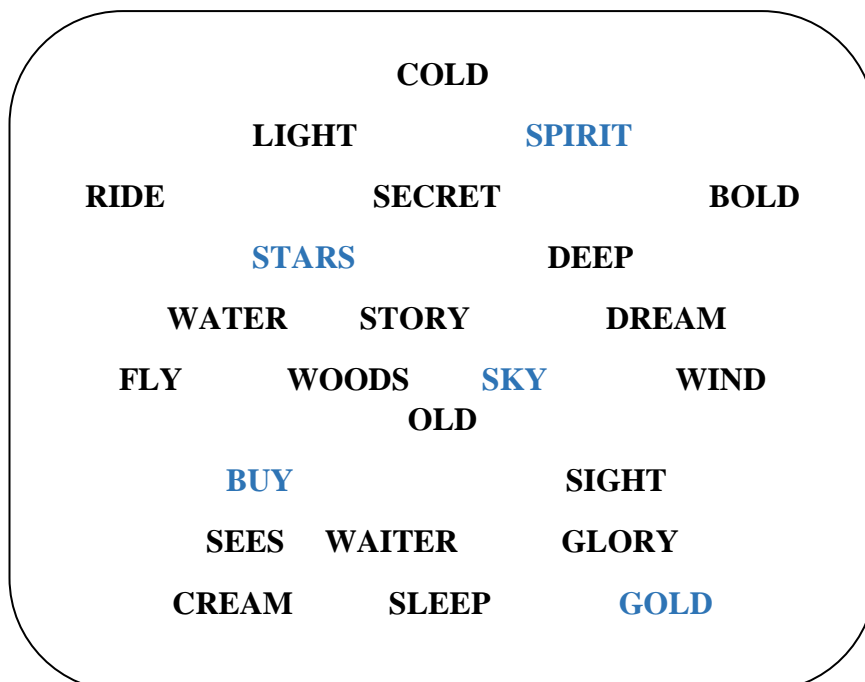 COLD
LIGHT SPIRIT
RIDE SECRET BOLD
STARS DEEP
WATER STORY DREAM
FLY WOODS SKY WIND
OLD
BUY SIGHT
SEES WAITER GLORY
CREAM SLEEP GOLD